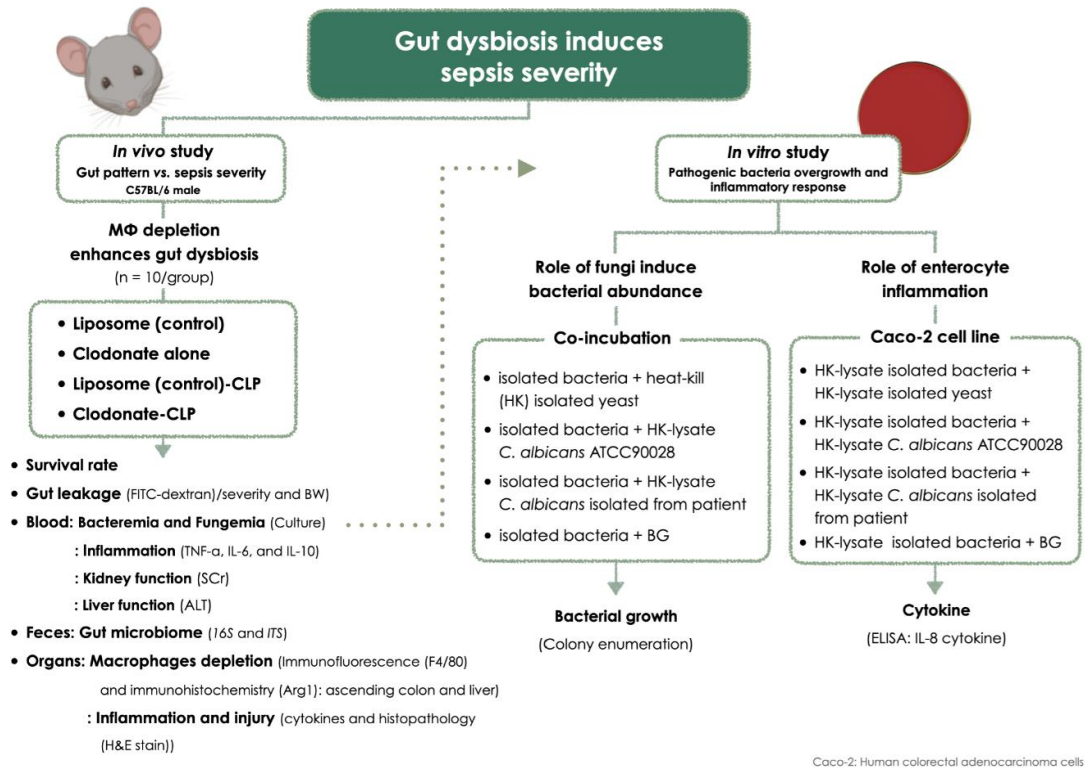 Gut dysbiosis induces
sepsis severity
In vivo study
Gut pattern vs. sepsis severity
C57BL/6 male
MΦ depletion
enhances gut dysbiosis
(n = 10/group)
• Liposome (control)
• Clodonate alone
• Liposome (control)-CLP
• Clodonate-CLP
• Survival rate
• Gut leakage (FITC-dextran)/severity and BW)
• Blood: Bacteremia and Fungemia (Culture)
: Inflammation (TNF-a, IL-6, and IL-10)
: Kidney function (SCr)
: Liver function (ALT)
• Feces: Gut microbiome (16S and ITS)
• Organs: Macrophages depletion (Immunofluorescence (F4/80)
and immunohistochemistry (Arg1): ascending colon and liver)
: Inflammation and injury (cytokines and histopathology
(H&E stain))
In vitro study
Pathogenic bacteria overgrowth and
inflammatory response
Role of fungi induce
bacterial abundance
Co-incubation
• isolated bacteria + heat-kill
(HK) isolated yeast
• isolated bacteria + HK-lysate
C. albicans ATCC90028
• isolated bacteria + HK-lysate
C. albicans isolated from patient
• isolated bacteria + BG
Bacterial growth
(Colony enumeration)
Role of enterocyte
inflammation
Caco-2 cell line
• HK-lysate isolated bacteria +
HK-lysate isolated yeast
• HK-lysate isolated bacteria +
HK-lysate C. albicans ATCC90028
• HK-lysate isolated bacteria +
HK-lysate C. albicans isolated
from patient
• HK-lysate isolated bacteria + BG
Cytokine
(ELISA: IL-8 cytokine)
Caco-2: Human colorectal adenocarcinoma cells